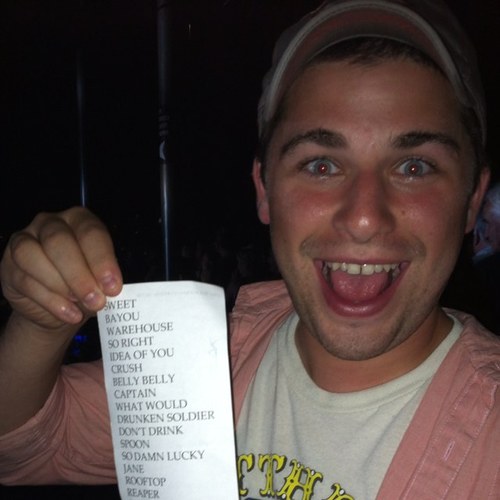 SWEET
BAYOU
WAREHOUSE
SO RIGHT
IDEA OF YOU
CRUSH
BELLY BELLY
CAPTAIN
WHAT WOULD
DRUNKEN SOLDIER
DON'T DRINK
SPOON
SO DAMN LUCKY
JANE
ROOFTOP
REAPER